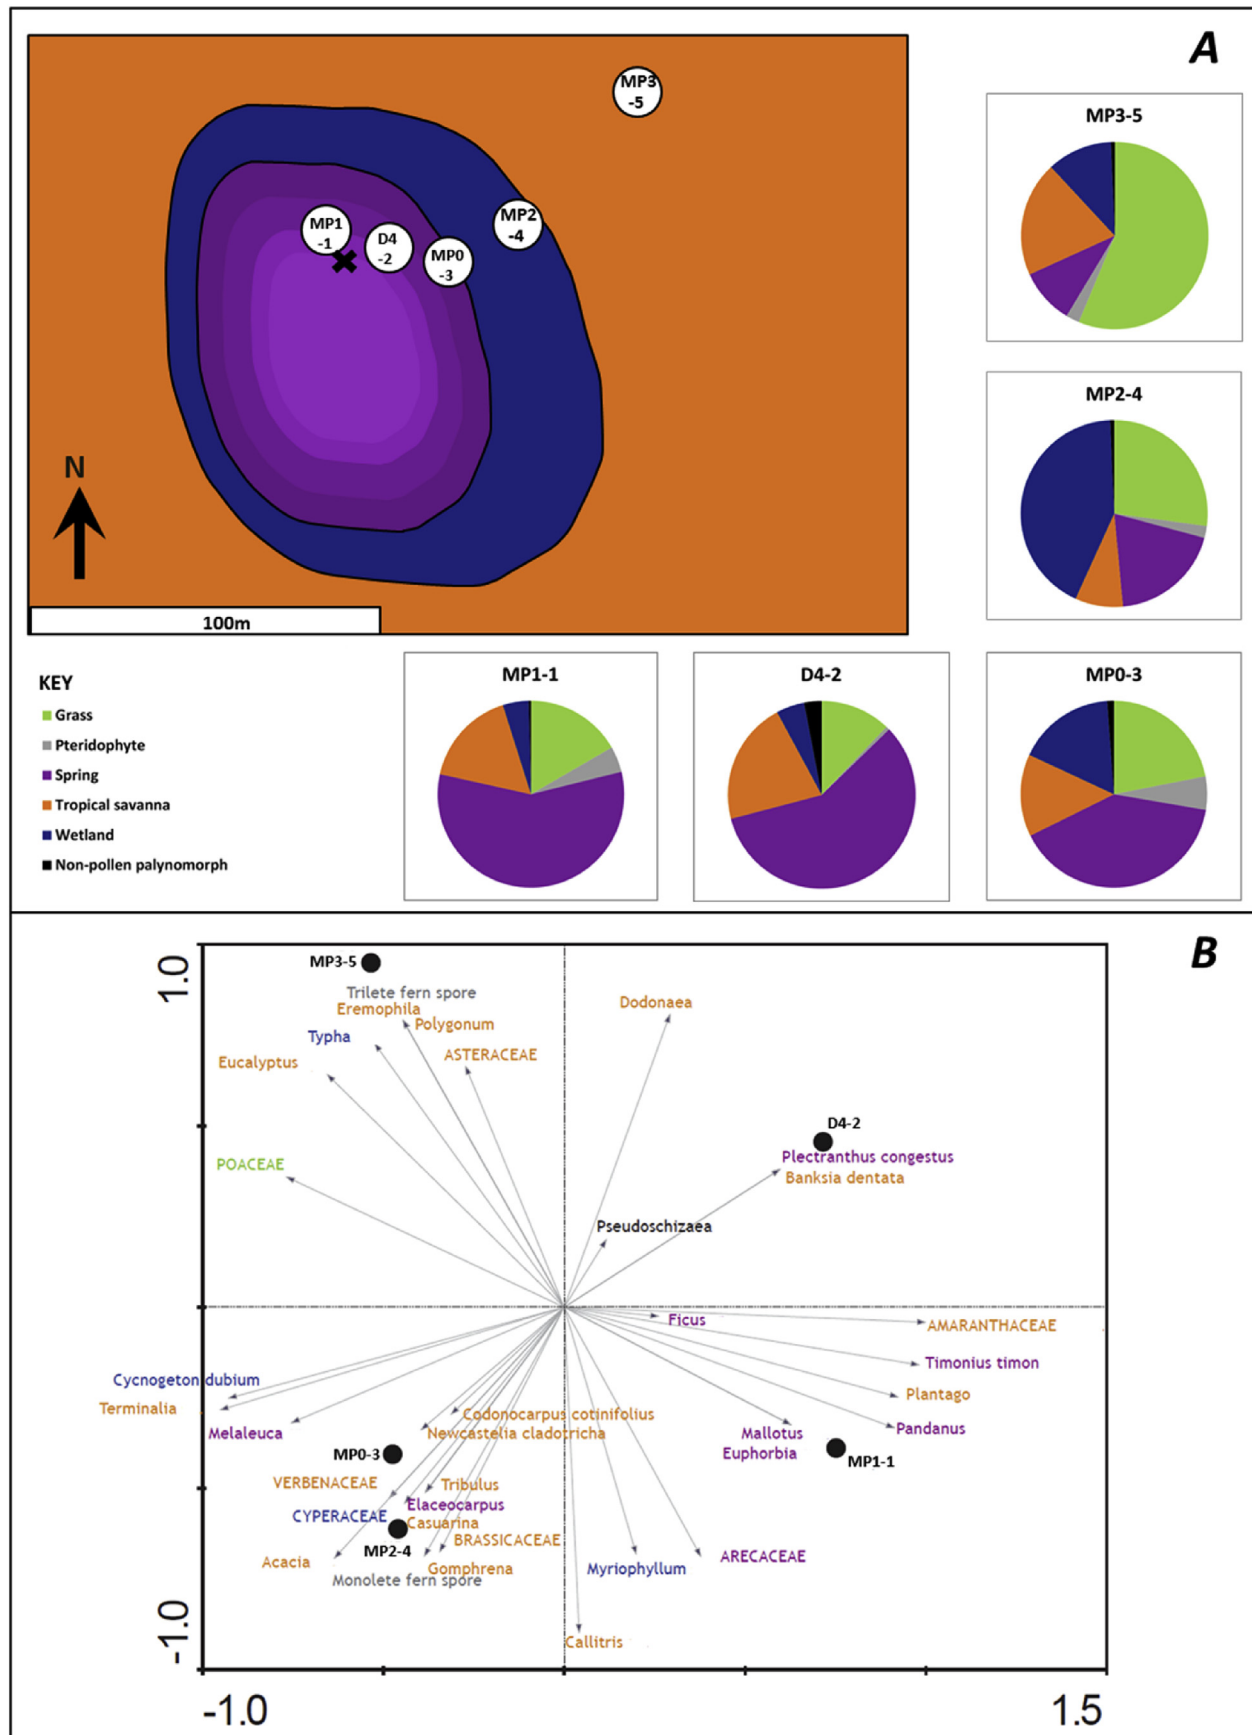 A
MP3
-5
MP1
-1
D4
-2
MP0
-3
MP2
-4
N
100m
MP3-5
MP2-4
KEY
Grass
Pteridophyte
Spring
Tropical savanna
Wetland
Non-pollen palynomorph
MP1-1
D4-2
MP0-3
B
1.0
-1.0
-1.0
1.5
MP3-5
Trilete fern spore
Eremophila
Polygonum
Typha
ASTERACEAE
Eucalyptus
POACEAE
Dodonaea
D4-2
Plectranthus congestus
Banksia dentata
Pseudoschizaea
Ficus
AMARANTHACEAE
Timonius timon
Plantago
Pandanus
Mallotus
Euphorbia
MP1-1
Cycnogeton dubium
Terminalia
Melaleuca
Codonocarpus cotinifolius
Newcastelia cladotricha
MP0-3
VERBENACEAE
Tribulus
Elaceocarpus
CYPERACEAE
Casuarina
MP2-4
BRASSICACEAE
Acacia
Gomphrena
Monolete fern spore
Myriophyllum
ARECACEAE
Callitris